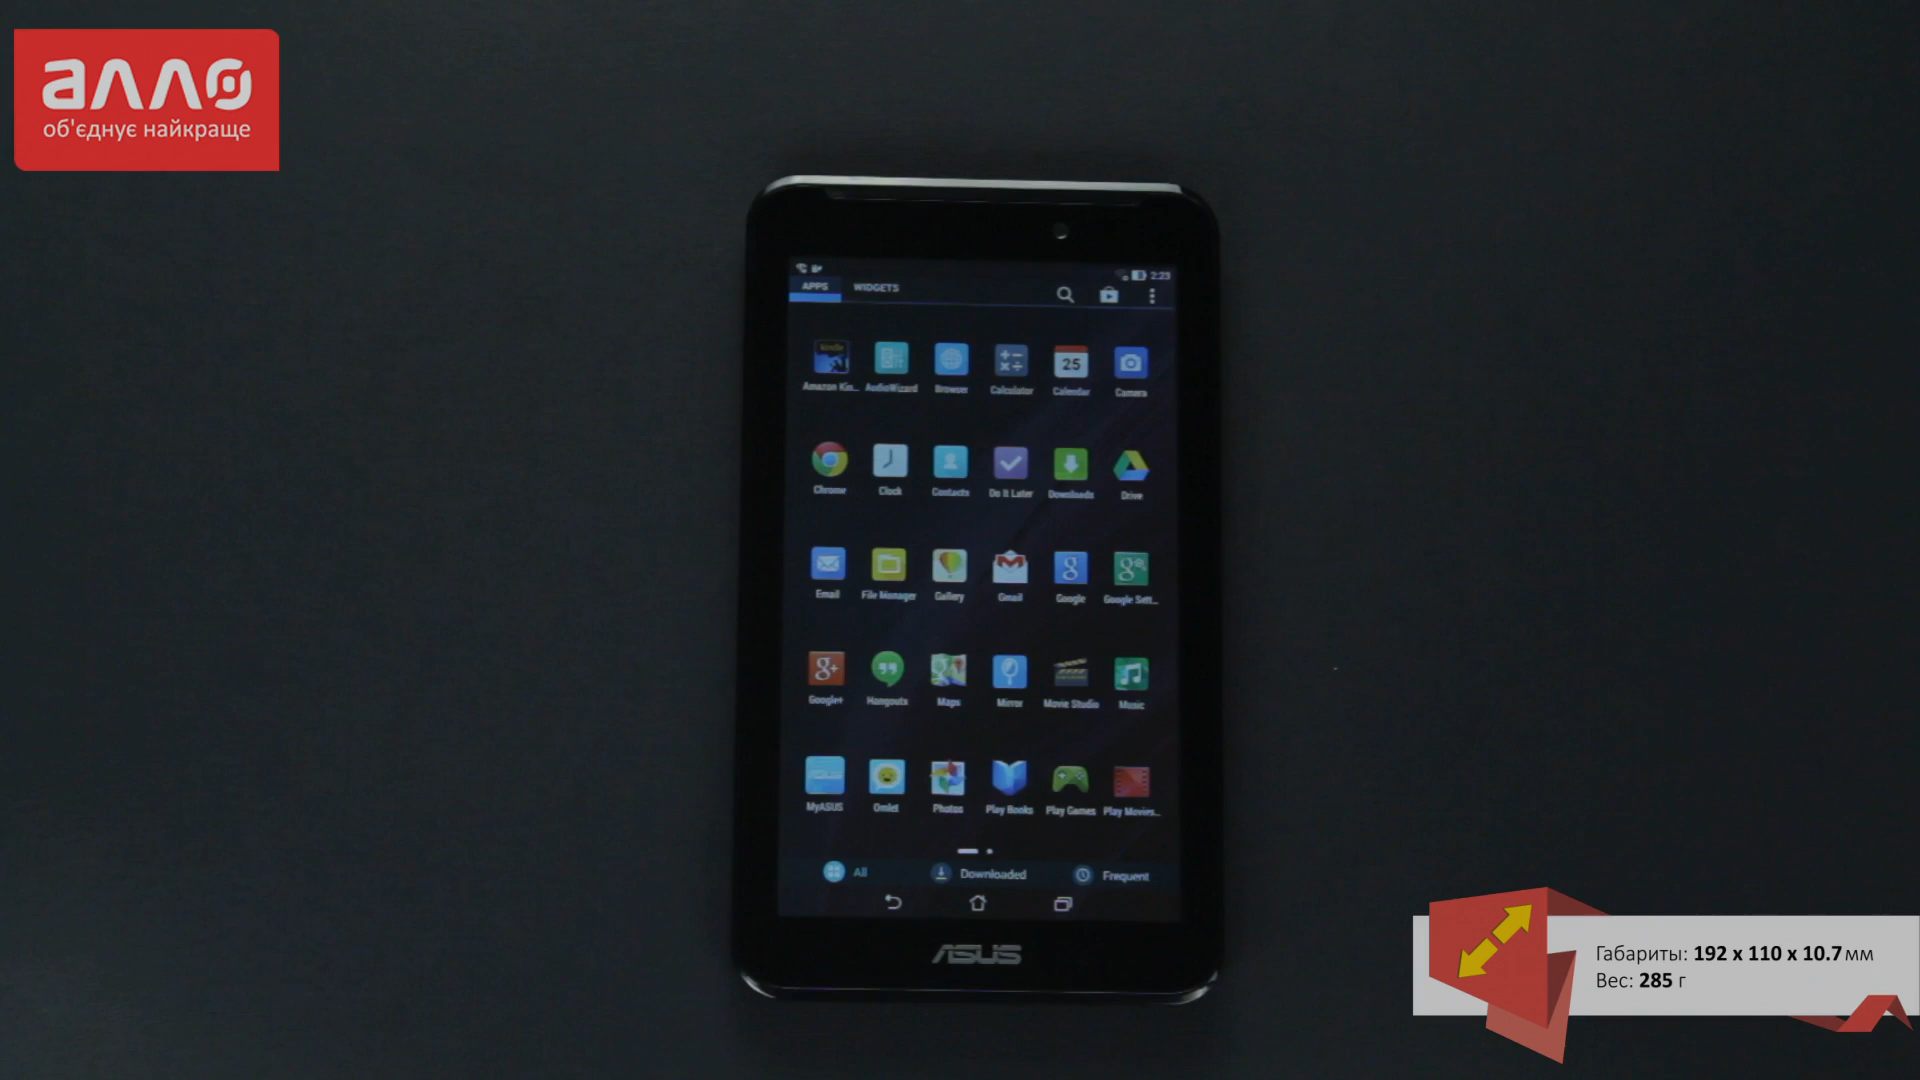 алло
об'єднує найкраще
2:23
APPS WIDGETS
kindle
25
Amazon Kin... AudioWizard Browser Calculator Calendar Camera
Chrome Clock Contacts Do It Later Downloads Drive
Email File Manager Gallery Gmail Google Google Sett...
Google+ Hangouts Maps Mirror Movie Studio Music
MyASUS Omlet Photos Play Books Play Games Play Movies...
All Downloaded Frequent
ASUS
Габариты: 192 x 110 x 10.7 мм
Вес: 285 г